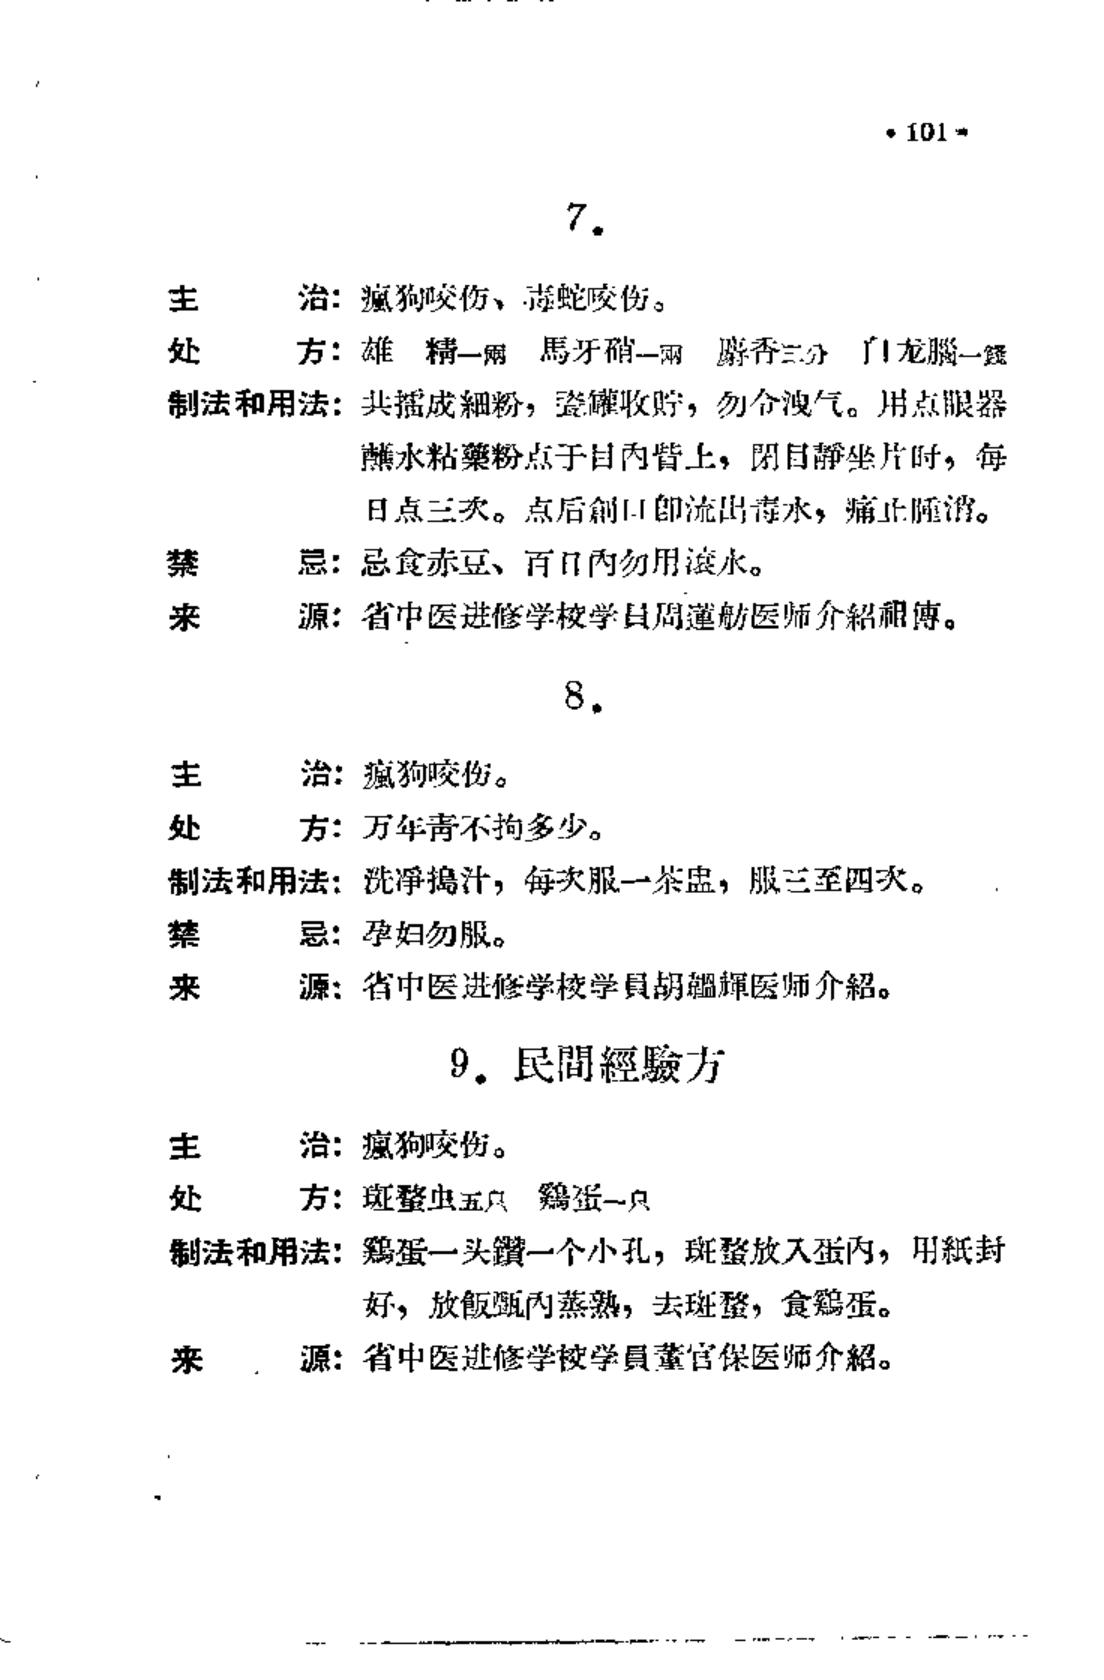 • 101 •
7.
主　　治：瘋狗咬伤、毒蛇咬伤。
处　　方：雄　精一兩　馬牙硝一兩　麝香三分　门龙腦一錢
制法和用法：共擂成細粉，瓷罐收貯，勿令洩气。用点眼器
蘸水粘藥粉点于目內眥上，閉目靜坐片时，每
日点三次。点后創口卽流出毒水，痛止腫消。
禁　　忌：忌食赤豆、百日內勿用滾水。
来　　源：省中医进修学校学員周蓮舫医师介紹祖傳。
8.
主　　治：瘋狗咬伤。
处　　方：万年青不拘多少。
制法和用法：洗凈搗汁，每次服一茶盅，服三至四次。
禁　　忌：孕妇勿服。
来　　源：省中医进修学校学員胡韞輝医师介紹。
9. 民間經驗方
主　　治：瘋狗咬伤。
处　　方：斑蝥虫五只　鷄蛋一只
制法和用法：鷄蛋一头鑽一个小孔，斑蝥放入蛋内，用紙封
好，放飯甑內蒸熟，去斑蝥，食鷄蛋。
来　　源：省中医进修学校学員董官保医师介紹。